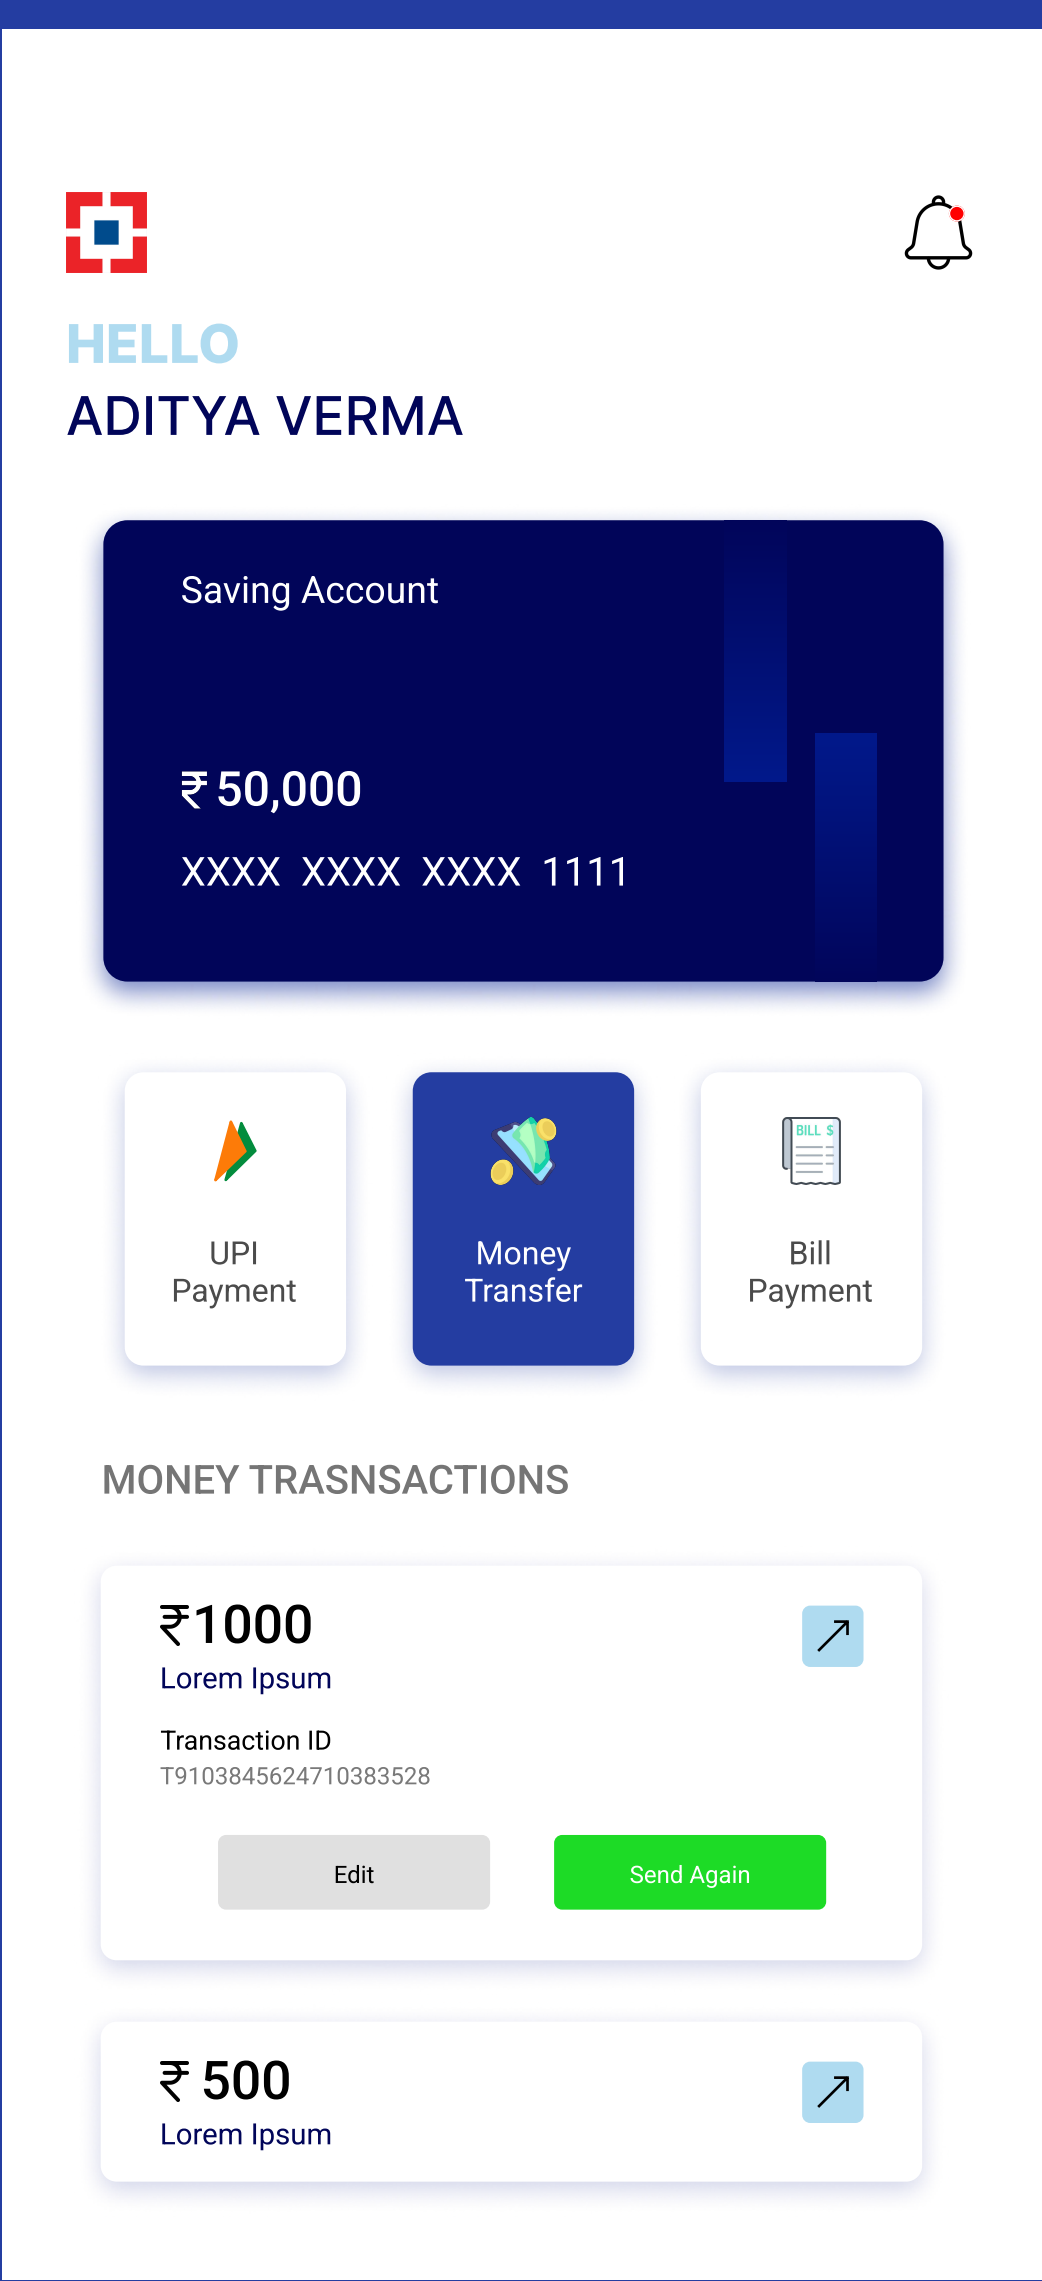 HELLO
ADITYA VERMA
Saving Account
₹ 50,000
XXXX XXXX XXXX 1111
UPI
Payment
Money
Transfer
BILL $
Bill
Payment
MONEY TRASNSACTIONS
₹1000
Lorem Ipsum
Transaction ID
T9103845624710383528
Edit
Send Again
₹ 500
Lorem Ipsum